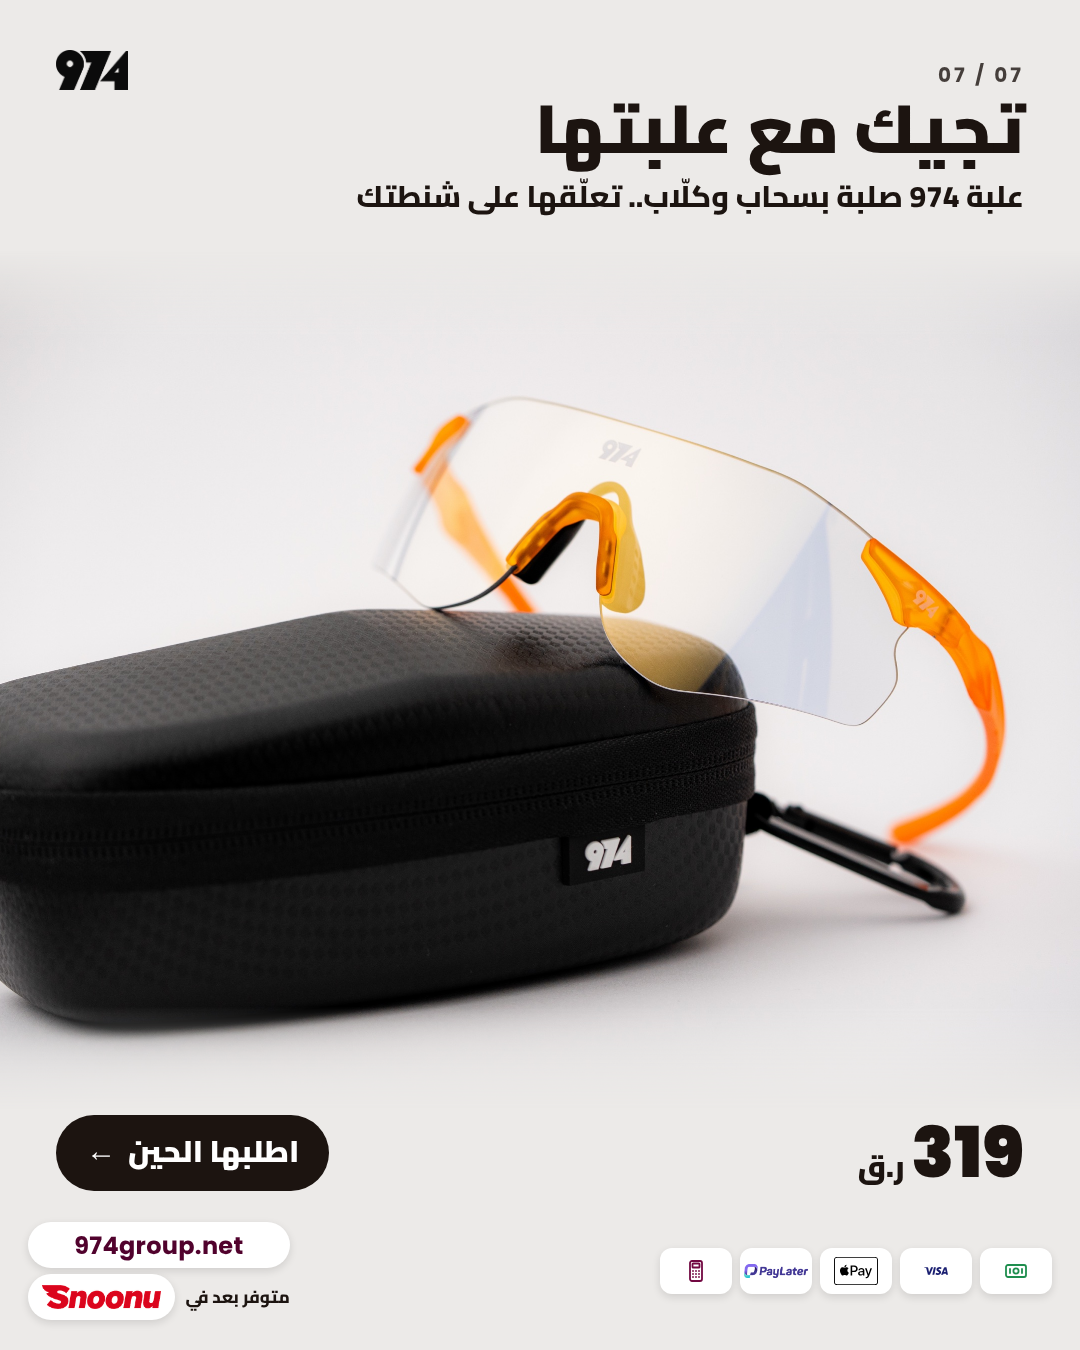 974
07 / 07
تجيك مع علبتها
علبة 974 صلبة بسحاب وكلّاب.. تعلّقها على شنطتك
974
974
974
319 ر.ق
اطلبها الحين ←
974group.net
متوفر بعد في Snoonu
PayLater
Pay
VISA